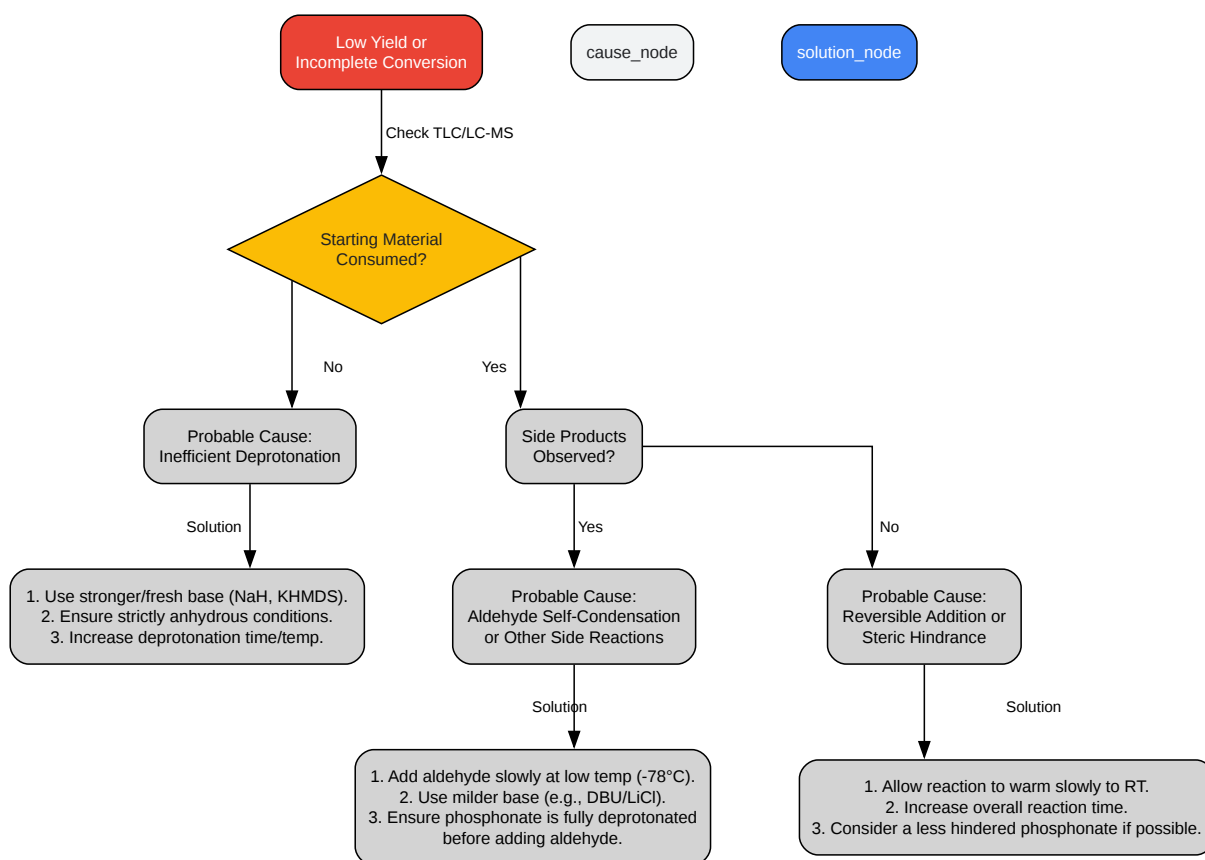 Low Yield or
Incomplete Conversion
cause_node
solution_node
Check TLC/LC-MS
Starting Material
Consumed?
No
Yes
Probable Cause:
Inefficient Deprotonation
Side Products
Observed?
Solution
Yes
No
1. Use stronger/fresh base (NaH, KHMDS).
2. Ensure strictly anhydrous conditions.
3. Increase deprotonation time/temp.
Probable Cause:
Aldehyde Self-Condensation
or Other Side Reactions
Probable Cause:
Reversible Addition or
Steric Hindrance
Solution
Solution
1. Add aldehyde slowly at low temp (-78°C).
2. Use milder base (e.g., DBU/LiCl).
3. Ensure phosphonate is fully deprotonated
before adding aldehyde.
1. Allow reaction to warm slowly to RT.
2. Increase overall reaction time.
3. Consider a less hindered phosphonate if possible.